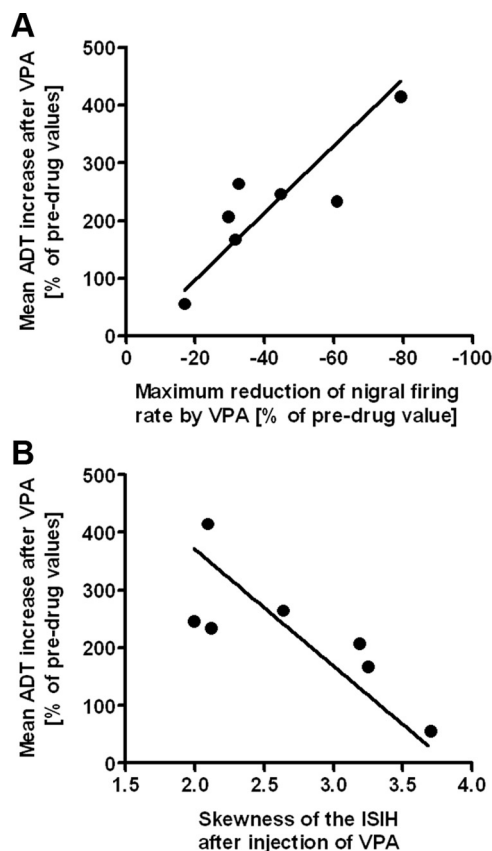 A
Mean ADT increase after VPA
[% of pre-drug values]
500
400
300
200
100
0
0 -20 -40 -60 -80 -100
Maximum reduction of nigral firing
rate by VPA [% of pre-drug value]
B
Mean ADT increase after VPA
[% of pre-drug values]
500
400
300
200
100
0
1.5 2.0 2.5 3.0 3.5 4.0
Skewness of the ISIH
after injection of VPA